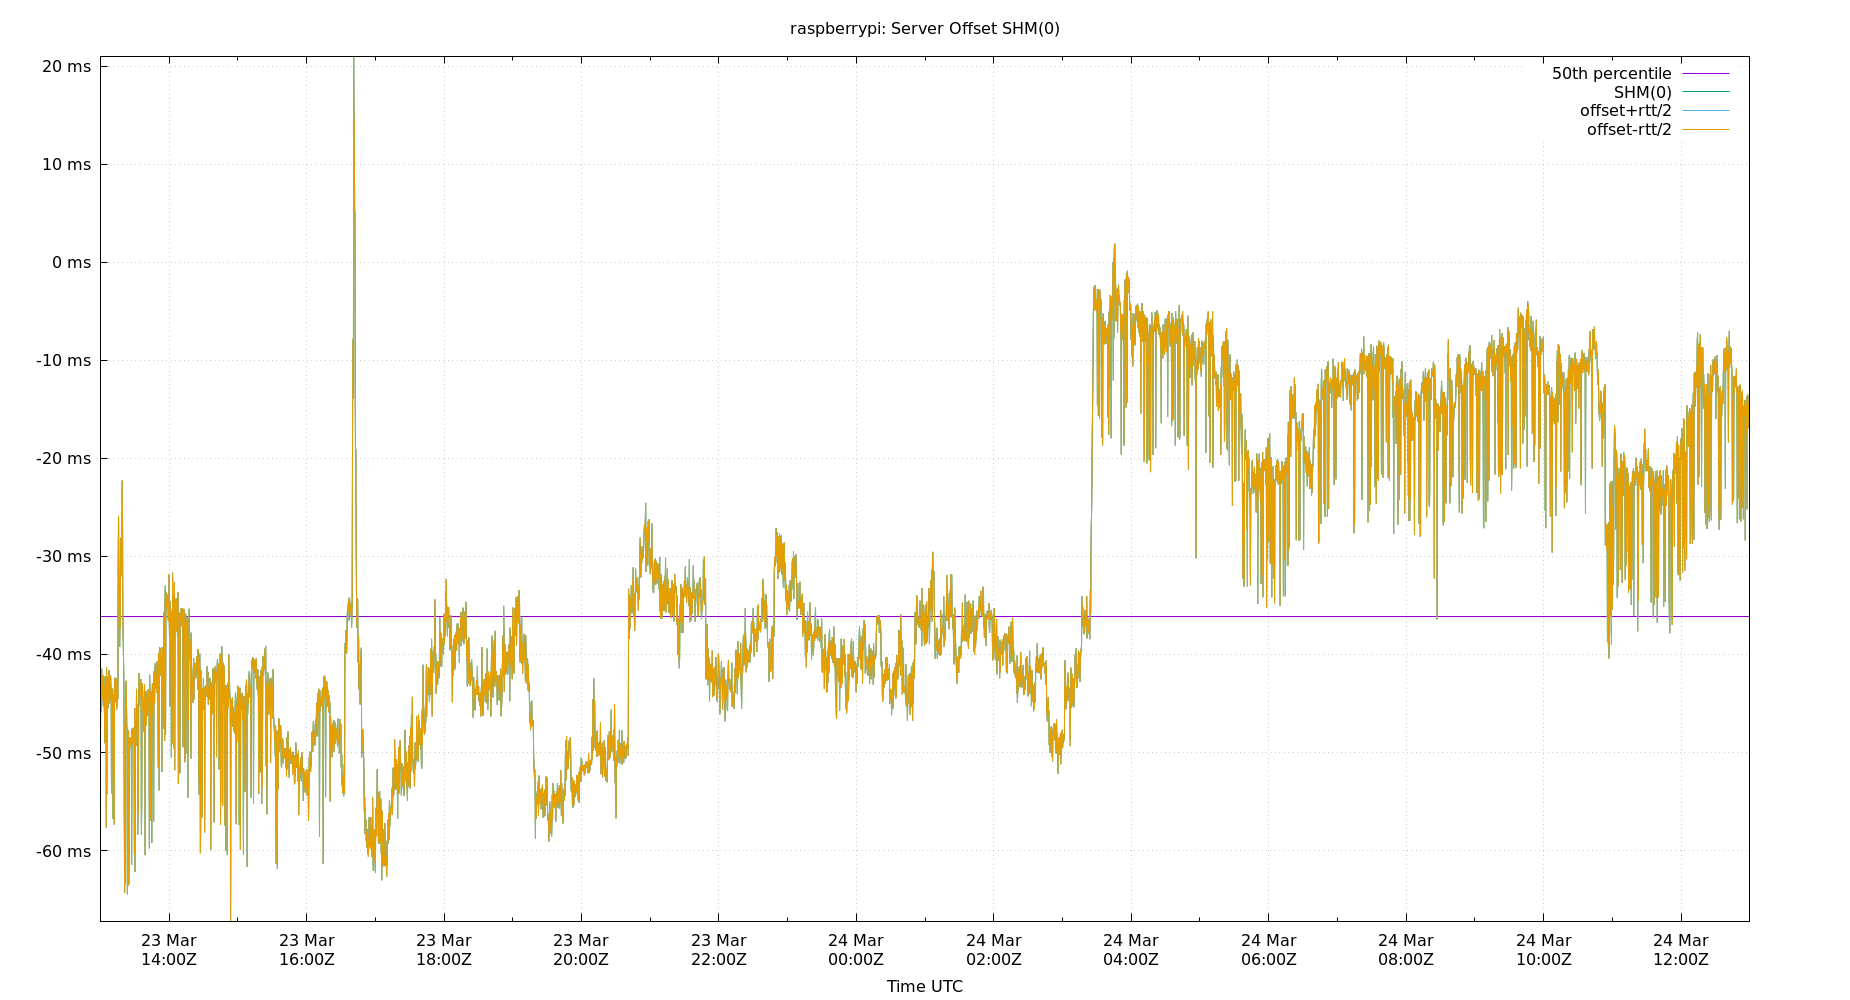 raspberrypi: Server Offset SHM(0)
50th percentile
SHM(0)
offset+rtt/2
offset-rtt/2
20 ms
10 ms
0 ms
-10 ms
-20 ms
-30 ms
-40 ms
-50 ms
-60 ms
23 Mar 23 Mar 23 Mar 23 Mar 23 Mar 24 Mar 24 Mar 24 Mar 24 Mar 24 Mar 24 Mar 24 Mar
14:00Z 16:00Z 18:00Z 20:00Z 22:00Z 00:00Z 02:00Z 04:00Z 06:00Z 08:00Z 10:00Z 12:00Z
Time UTC